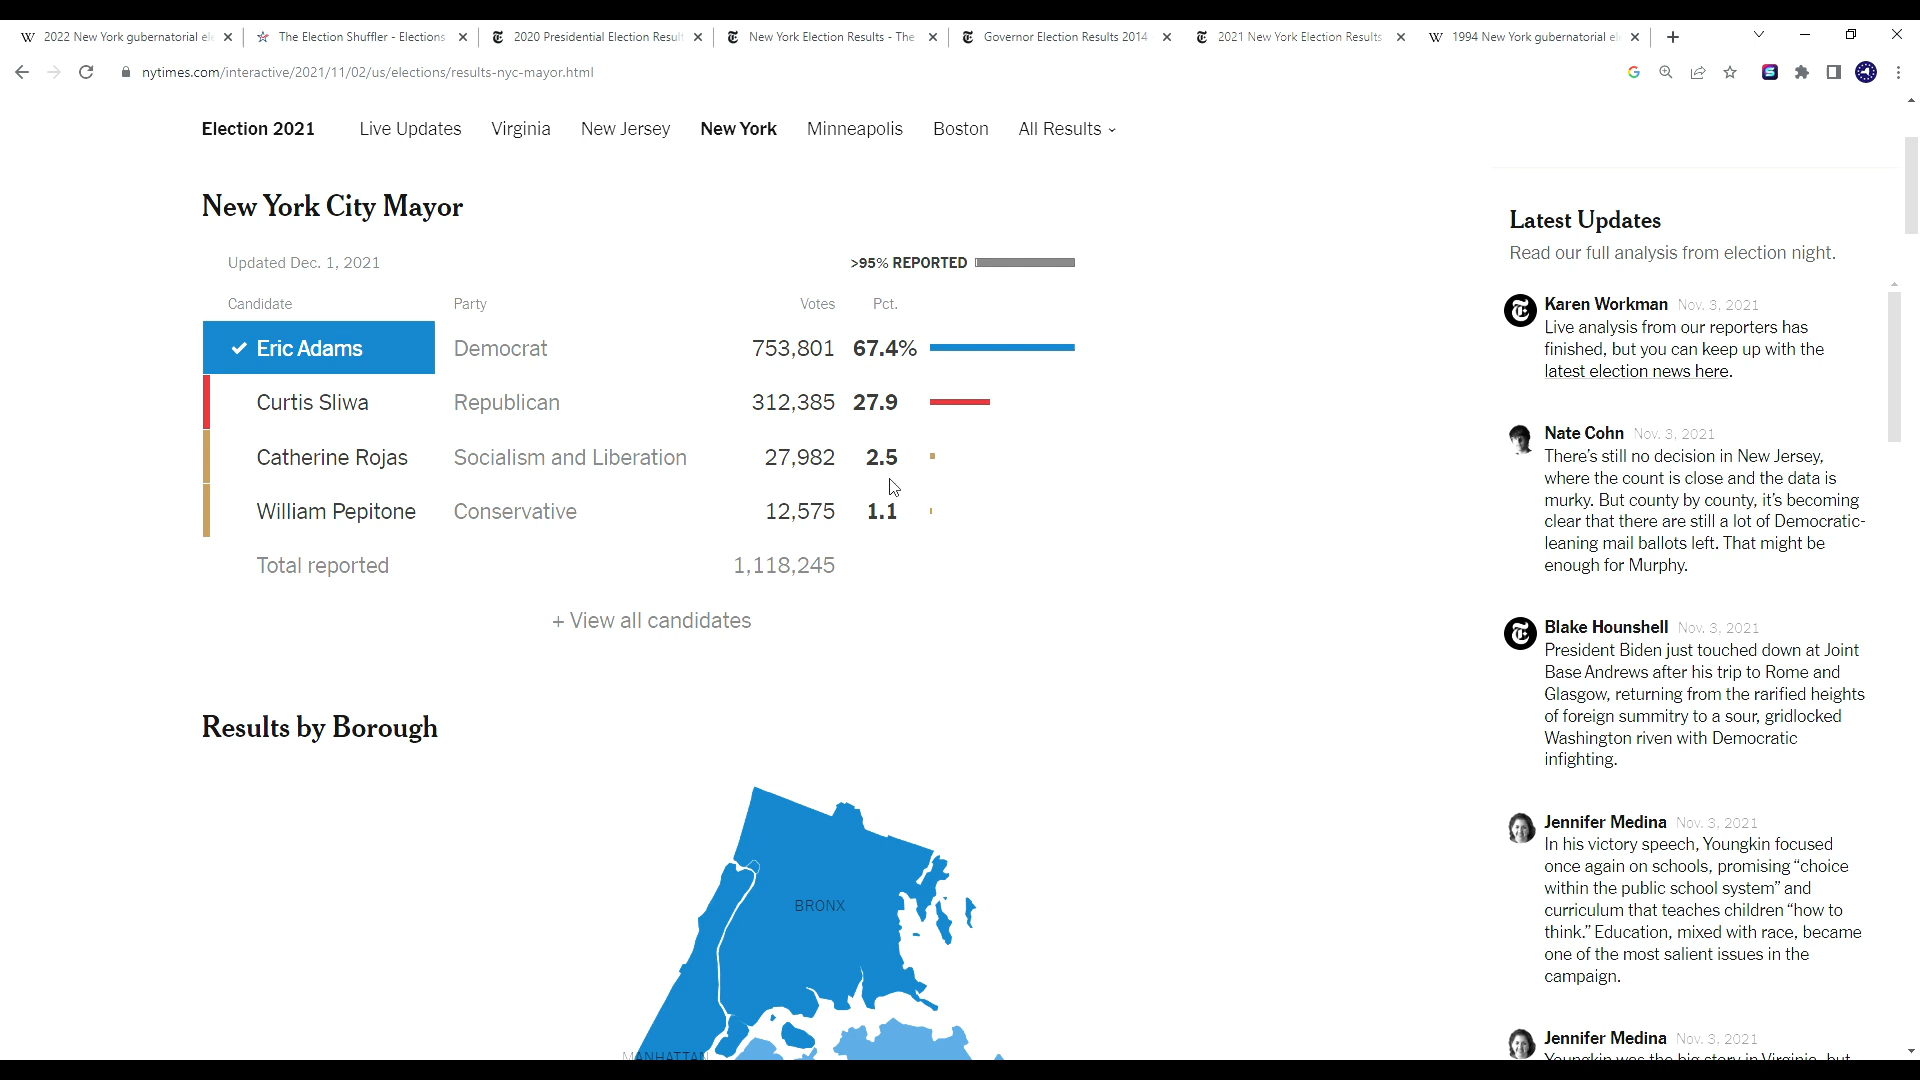 2022 New York gubernatorial el
The Election Shuffler - Elections
2020 Presidential Election Resul
New York Election Results - The
Governor Election Results 2014
2021 New York Election Results
1994 New York gubernatorial el
nytimes.com/interactive/2021/11/02/us/elections/results-nyc-mayor.html
Election 2021 Live Updates Virginia New Jersey New York Minneapolis Boston All Results
New York City Mayor
Updated Dec. 1, 2021 >95% REPORTED
Candidate Party Votes Pct.
Eric Adams Democrat 753,801 67.4%
Curtis Sliwa Republican 312,385 27.9
Catherine Rojas Socialism and Liberation 27,982 2.5
William Pepitone Conservative 12,575 1.1
Total reported 1,118,245
+ View all candidates
Results by Borough
BRONX
MANHATTAN
Latest Updates
Read our full analysis from election night.
Karen Workman Nov. 3, 2021
Live analysis from our reporters has
finished, but you can keep up with the
latest election news here.
Nate Cohn Nov. 3, 2021
There's still no decision in New Jersey,
where the count is close and the data is
murky. But county by county, it's becoming
clear that there are still a lot of Democratic-
leaning mail ballots left. That might be
enough for Murphy.
Blake Hounshell Nov. 3, 2021
President Biden just touched down at Joint
Base Andrews after his trip to Rome and
Glasgow, returning from the rarified heights
of foreign summitry to a sour, gridlocked
Washington riven with Democratic
infighting.
Jennifer Medina Nov. 3, 2021
In his victory speech, Youngkin focused
once again on schools, promising “choice
within the public school system” and
curriculum that teaches children “how to
think.” Education, mixed with race, became
one of the most salient issues in the
campaign.
Jennifer Medina Nov. 3, 2021
Youngkin was the big story in Virginia, but